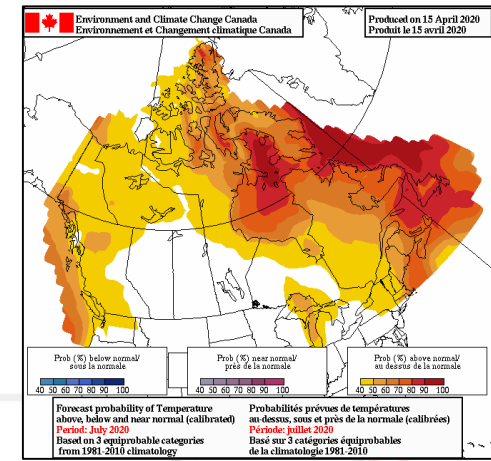 Environment and Climate Change Canada
Environnement et Changement climatique Canada
Produced on 15 April 2020
Produit le 15 avril 2020
Prob (%) below normal/
sous la normale
40 50 60 70 80 90 100
Prob (%) near normal/
près de la normale
40 50 60 70 80 90 100
Prob (%) above normal/
au dessus de la normale
40 50 60 70 80 90 100
Forecast probability of Temperature
above, below and near normal (calibrated)
Period: July 2020
Based on 3 equiprobable categories
from 1981-2010 climatology
Probabilités prévues de températures
au-dessus, sous et près de la normale (calibrées)
Période: juillet 2020
Basé sur 3 catégories équiprobables
de la climatologie 1981-2010